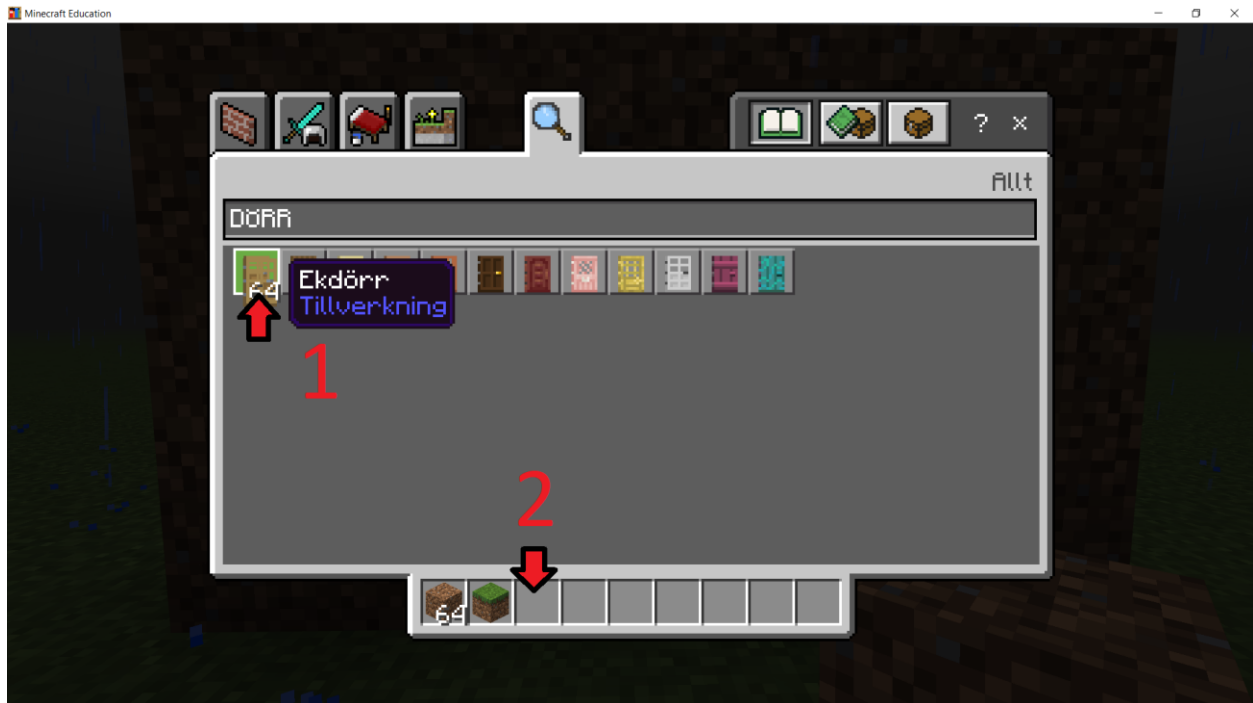 Minecraft Education
? ×
Allt
DÖRR
64
Ekdörr
Tillverkning
1
2
64